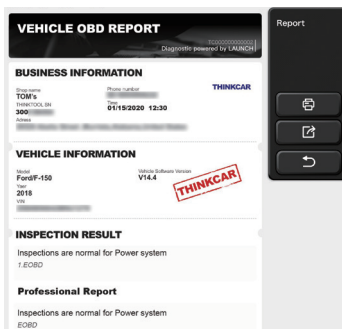 VEHICLE OBD REPORT
Diagnostic powered by LAUNCH
Report
BUSINESS INFORMATION
THINKCAR
Shop name
Phone number
TOM's
THINKTOOL SN
Time
300
01/15/2020 12:30
VEHICLE INFORMATION
Model
Vehicle Software Version
Ford/F-150
V14.4
Year
2018
VIN
THINKCAR
INSPECTION RESULT
Inspections are normal for Power system
1.EOBD
Professional Report
Inspections are normal for Power system
EOBD